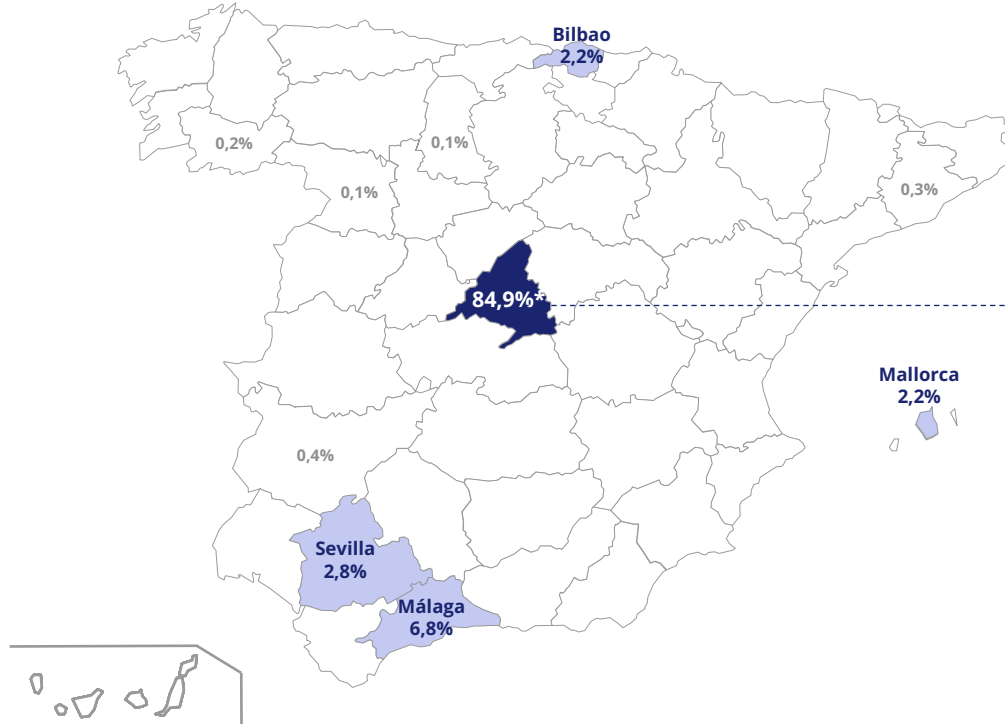 Bilbao
2,2%
0,2%
0,1%
0,1%
0,3%
84,9%*
Mallorca
2,2%
0,4%
Sevilla
2,8%
Málaga
6,8%